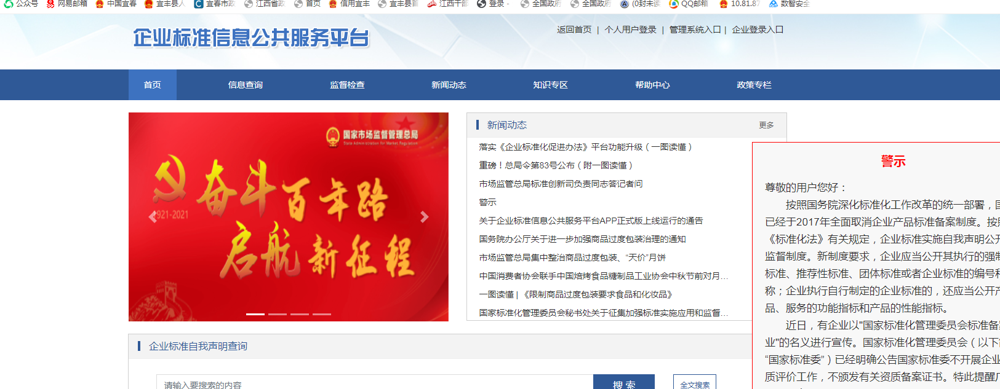 公众号 网易邮箱 中国宜春 宜丰县人 宜春市政 江西省政 首页 信用宜丰 宜丰县首 江西干部 登录 - 全国政府 全国政府 (0封未读 QQ邮箱 10.81.87 数智安全
企业标准信息公共服务平台
返回首页 | 个人用户登录 | 管理系统入口 | 企业登录入口
首页 信息查询 监督检查 新闻动态 知识专区 帮助中心 政策专栏
国家市场监督管理总局
State Administration for Market Regulation
奋斗百年路
1921-2021
启航新征程
新闻动态 更多
落实《企业标准化促进办法》平台功能升级（一图读懂）
重磅！总局令第83号公布（附一图读懂）
市场监管总局标准创新司负责同志答记者问
警示
关于企业标准信息公共服务平台APP正式版上线运行的通告
国务院办公厅关于进一步加强商品过度包装治理的通知
市场监管总局集中整治商品过度包装、“天价”月饼
中国消费者协会联手中国焙烤食品糖制品工业协会中秋节前对月...
一图读懂 | 《限制商品过度包装要求食品和化妆品》
国家标准化管理委员会秘书处关于征集加强标准实施应用和监督...
警示
尊敬的用户您好：
按照国务院深化标准化工作改革的统一部署，国
已经于2017年全面取消企业产品标准备案制度。按照
《标准化法》有关规定，企业标准实施自我声明公开
监督制度。新制度要求，企业应当公开其执行的强制
标准、推荐性标准、团体标准或者企业标准的编号和
称；企业执行自行制定的企业标准的，还应当公开产
品、服务的功能指标和产品的性能指标。
近日，有企业以"国家标准化管理委员会标准备案
业"的名义进行宣传。国家标准化管理委员会（以下简
“国家标准委”）已经明确公告国家标准委不开展企业
质评价工作，不颁发有关资质备案证书。特此提醒广
企业标准自我声明查询
请输入要搜索的内容 搜 索 全文搜索